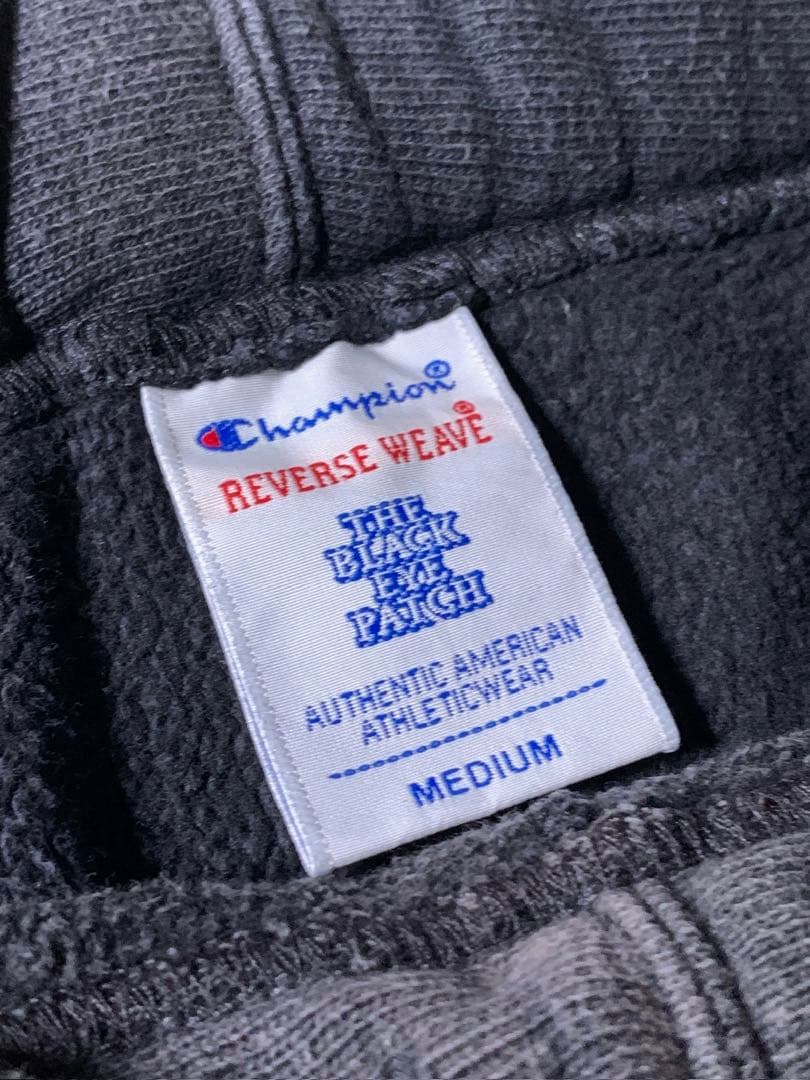 Champion®
REVERSE WEAVE®
THE
BLACK
EYE
PATCH
AUTHENTIC AMERICAN
ATHLETICWEAR
MEDIUM